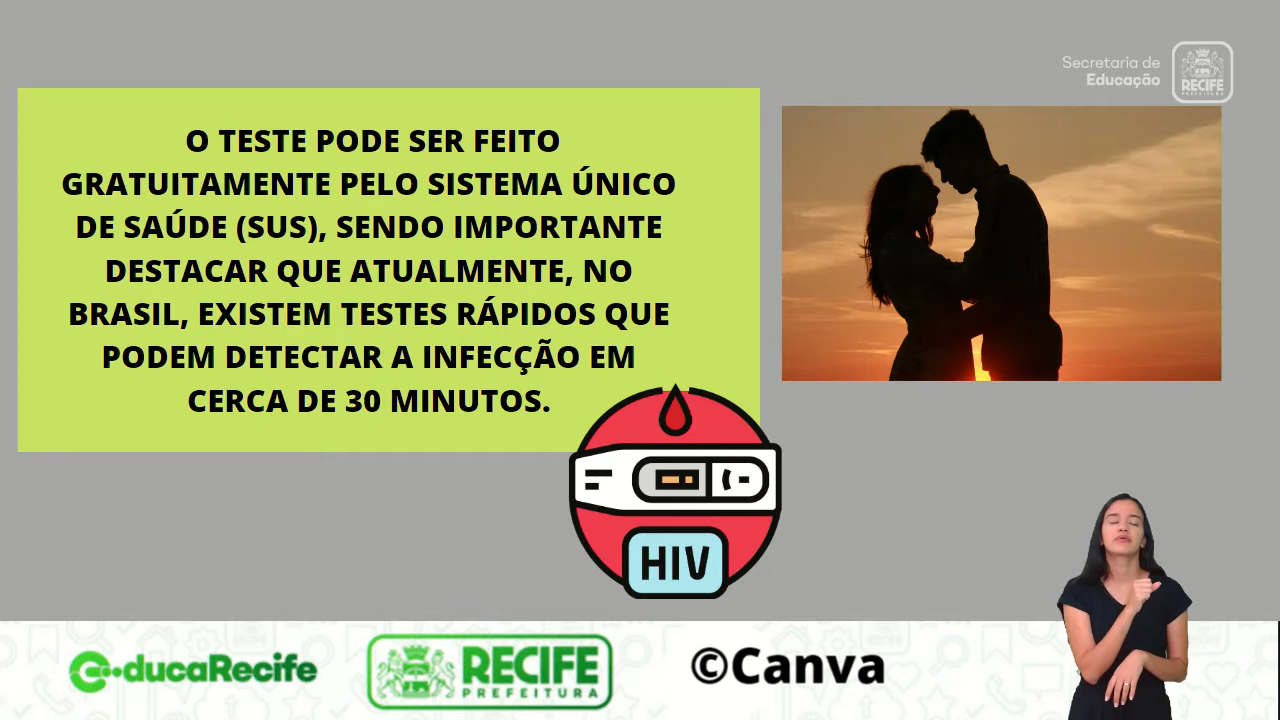 Secretaria de
Educação
RECIFE
PREFEITURA
O TESTE PODE SER FEITO
GRATUITAMENTE PELO SISTEMA ÚNICO
DE SAÚDE (SUS), SENDO IMPORTANTE
DESTACAR QUE ATUALMENTE, NO
BRASIL, EXISTEM TESTES RÁPIDOS QUE
PODEM DETECTAR A INFECÇÃO EM
CERCA DE 30 MINUTOS.
HIV
educaRecife
RECIFE
PREFEITURA
©Canva